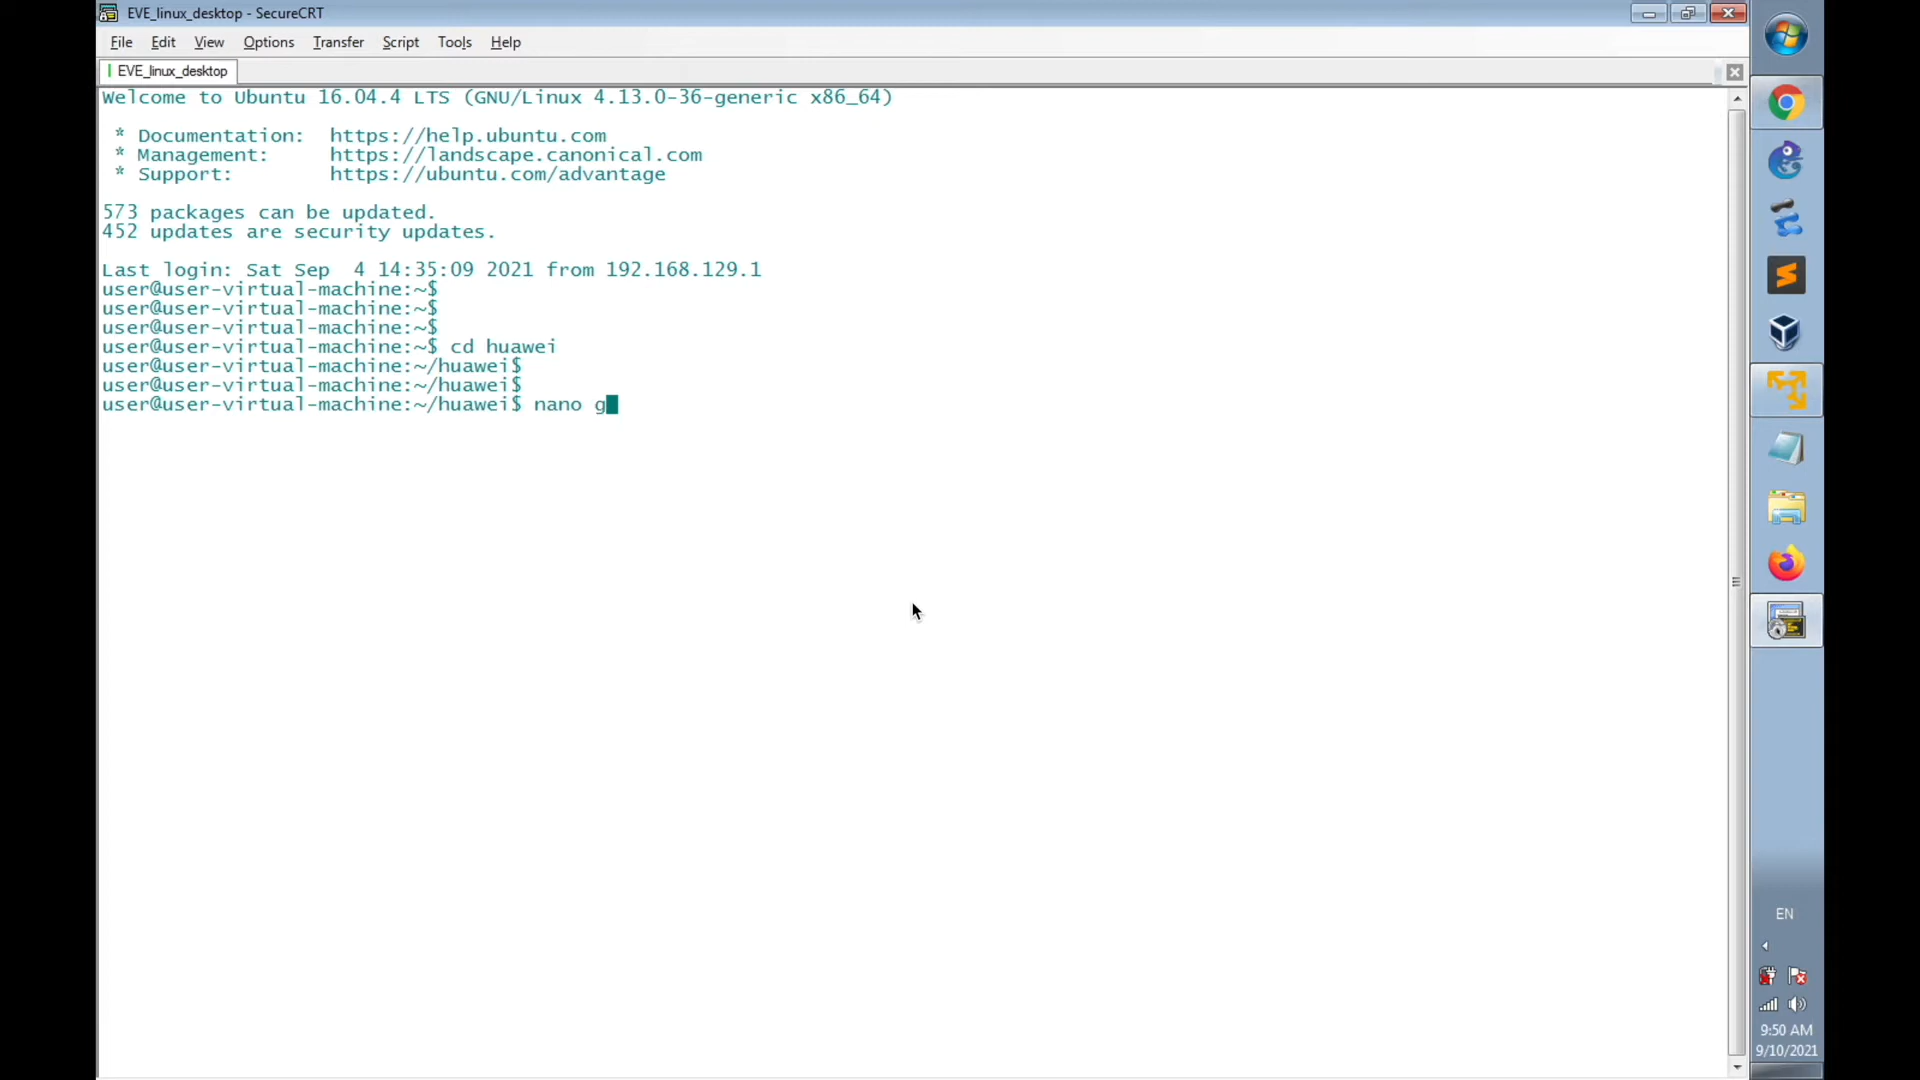 EVE_linux_desktop - SecureCRT
File Edit View Options Transfer Script Tools Help
EVE_linux_desktop
Welcome to Ubuntu 16.04.4 LTS (GNU/Linux 4.13.0-36-generic x86_64)
* Documentation: https://help.ubuntu.com
* Management: https://landscape.canonical.com
* Support: https://ubuntu.com/advantage
573 packages can be updated.
452 updates are security updates.
Last login: Sat Sep 4 14:35:09 2021 from 192.168.129.1
user@user-virtual-machine:~$
user@user-virtual-machine:~$
user@user-virtual-machine:~$
user@user-virtual-machine:~$ cd huawei
user@user-virtual-machine:~/huawei$
user@user-virtual-machine:~/huawei$
user@user-virtual-machine:~/huawei$ nano g
EN
9:50 AM
9/10/2021